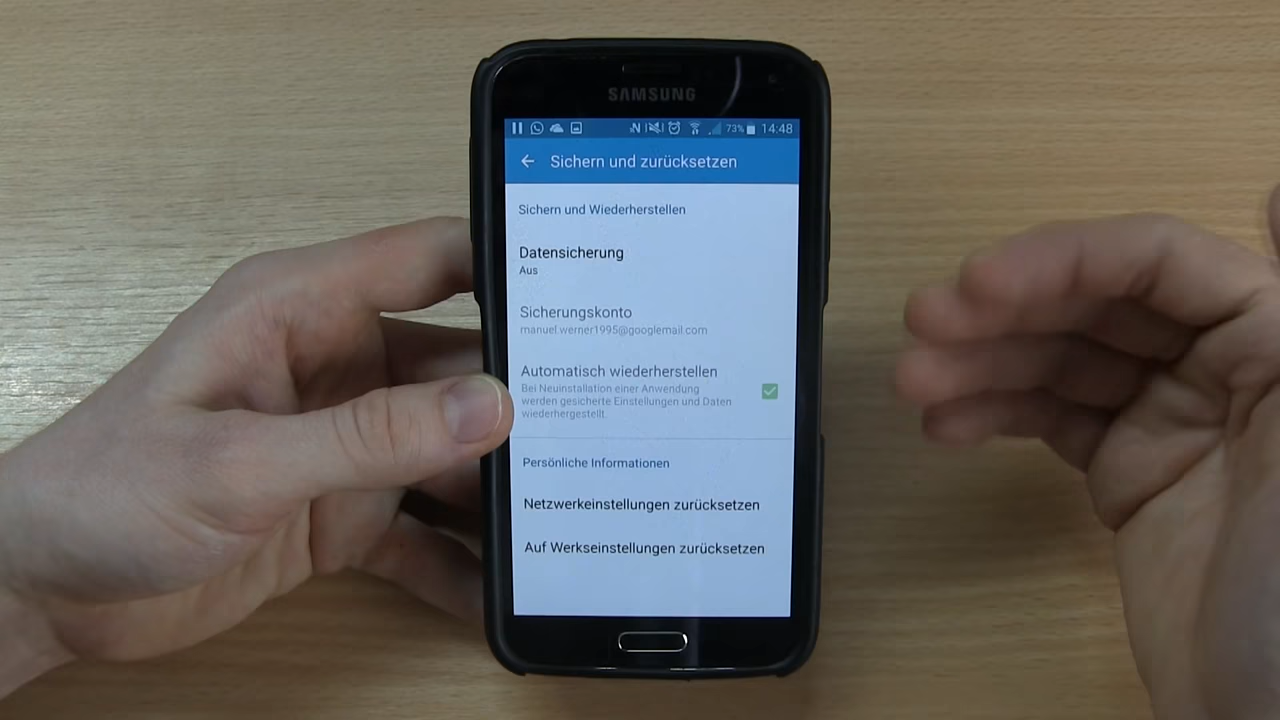 SAMSUNG
73% 14:48
Sichern und zurücksetzen
Sichern und Wiederherstellen
Datensicherung
Aus
Sicherungskonto
manuel.werner1995@googlemail.com
Automatisch wiederherstellen
Bei Neuinstallation einer Anwendung
werden gesicherte Einstellungen und Daten
wiederhergestellt.
Persönliche Informationen
Netzwerkeinstellungen zurücksetzen
Auf Werkseinstellungen zurücksetzen